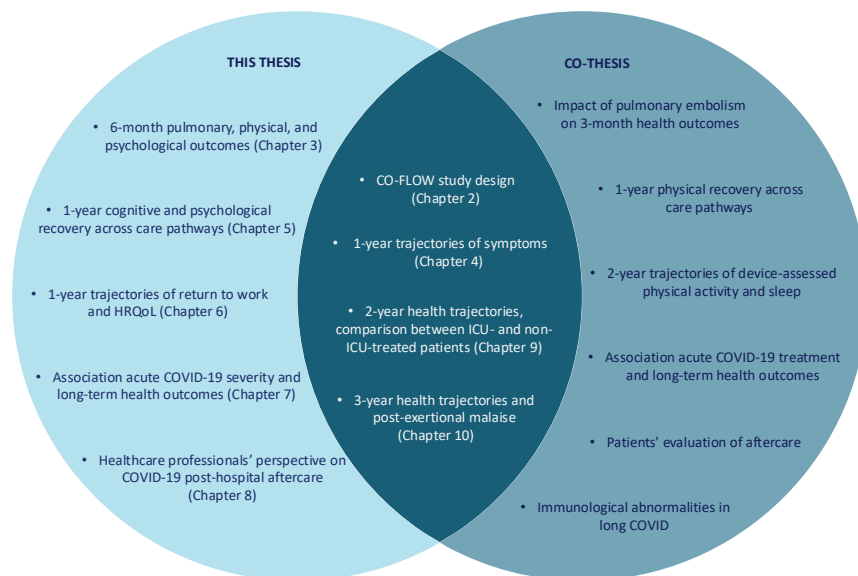 THIS THESIS
• 6-month pulmonary, physical, and
psychological outcomes (Chapter 3)
• 1-year cognitive and psychological
recovery across care pathways (Chapter 5)
• 1-year trajectories of return to work
and HRQoL (Chapter 6)
• Association acute COVID-19 severity and
long-term health outcomes (Chapter 7)
• Healthcare professionals’ perspective on
COVID-19 post-hospital aftercare
(Chapter 8)
• CO-FLOW study design
(Chapter 2)
• 1-year trajectories of symptoms
(Chapter 4)
• 2-year health trajectories,
comparison between ICU- and non-
ICU-treated patients (Chapter 9)
• 3-year health trajectories and
post-exertional malaise
(Chapter 10)
CO-THESIS
• Impact of pulmonary embolism
on 3-month health outcomes
• 1-year physical recovery across
care pathways
• 2-year trajectories of device-assessed
physical activity and sleep
• Association acute COVID-19 treatment
and long-term health outcomes
• Patients' evaluation of aftercare
• Immunological abnormalities in
long COVID